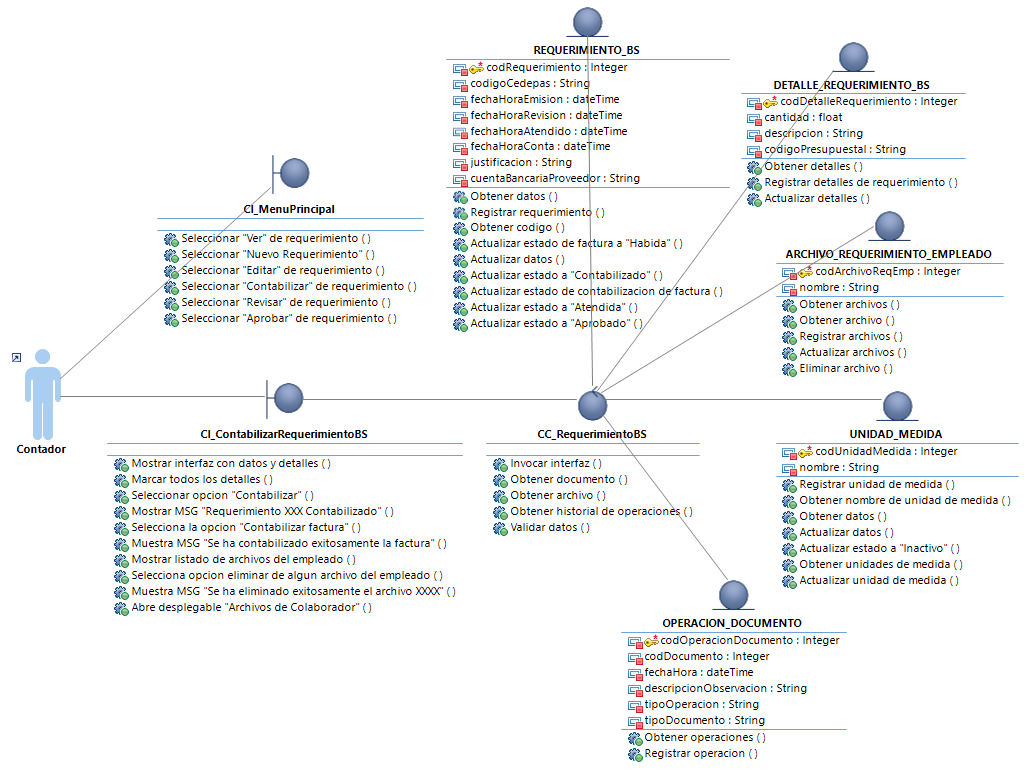 REQUERIMIENTO_BS
codRequerimiento : Integer
codigoCedepas : String
fechaHoraEmision : dateTime
fechaHoraRevision : dateTime
fechaHoraAtendido : dateTime
fechaHoraConta : dateTime
justificacion : String
cuentaBancariaProveedor : String
Obtener datos ( )
Registrar requerimiento ( )
Obtener codigo ( )
Actualizar estado de factura a "Habida" ( )
Actualizar datos ( )
Actualizar estado a "Contabilizado" ( )
Actualizar estado de contabilizacion de factura ( )
Actualizar estado a "Atendida" ( )
Actualizar estado a "Aprobado" ( )
DETALLE_REQUERIMIENTO_BS
codDetalleRequerimiento : Integer
cantidad : float
descripcion : String
codigoPresupuestal : String
Obtener detalles ( )
Registrar detalles de requerimiento ( )
Actualizar detalles ( )
CI_MenuPrincipal
Seleccionar "Ver" de requerimiento ( )
Seleccionar "Nuevo Requerimiento" ( )
Seleccionar "Editar" de requerimiento ( )
Seleccionar "Contabilizar" de requerimiento ( )
Seleccionar "Revisar" de requerimiento ( )
Seleccionar "Aprobar" de requerimiento ( )
ARCHIVO_REQUERIMIENTO_EMPLEADO
codArchivoReqEmp : Integer
nombre : String
Obtener archivos ( )
Obtener archivo ( )
Registrar archivos ( )
Actualizar archivos ( )
Eliminar archivo ( )
Contador
CI_ContabilizarRequerimientoBS
Mostrar interfaz con datos y detalles ( )
Marcar todos los detalles ( )
Seleccionar opcion "Contabilizar" ( )
Mostrar MSG "Requerimiento XXX Contabilizado" ( )
Selecciona la opcion "Contabilizar factura" ( )
Muestra MSG "Se ha contabilizado exitosamente la factura" ( )
Mostrar listado de archivos del empleado ( )
Selecciona opcion eliminar de algun archivo del empleado ( )
Muestra MSG "Se ha eliminado exitosamente el archivo XXXX" ( )
Abre desplegable "Archivos de Colaborador" ( )
CC_RequerimientoBS
Invocar interfaz ( )
Obtener documento ( )
Obtener archivo ( )
Obtener historial de operaciones ( )
Validar datos ( )
UNIDAD_MEDIDA
codUnidadMedida : Integer
nombre : String
Registrar unidad de medida ( )
Obtener nombre de unidad de medida ( )
Obtener datos ( )
Actualizar datos ( )
Actualizar estado a "Inactivo" ( )
Obtener unidades de medida ( )
Actualizar unidad de medida ( )
OPERACION_DOCUMENTO
codOperacionDocumento : Integer
codDocumento : Integer
fechaHora : dateTime
descripcionObservacion : String
tipoOperacion : String
tipoDocumento : String
Obtener operaciones ( )
Registrar operacion ( )